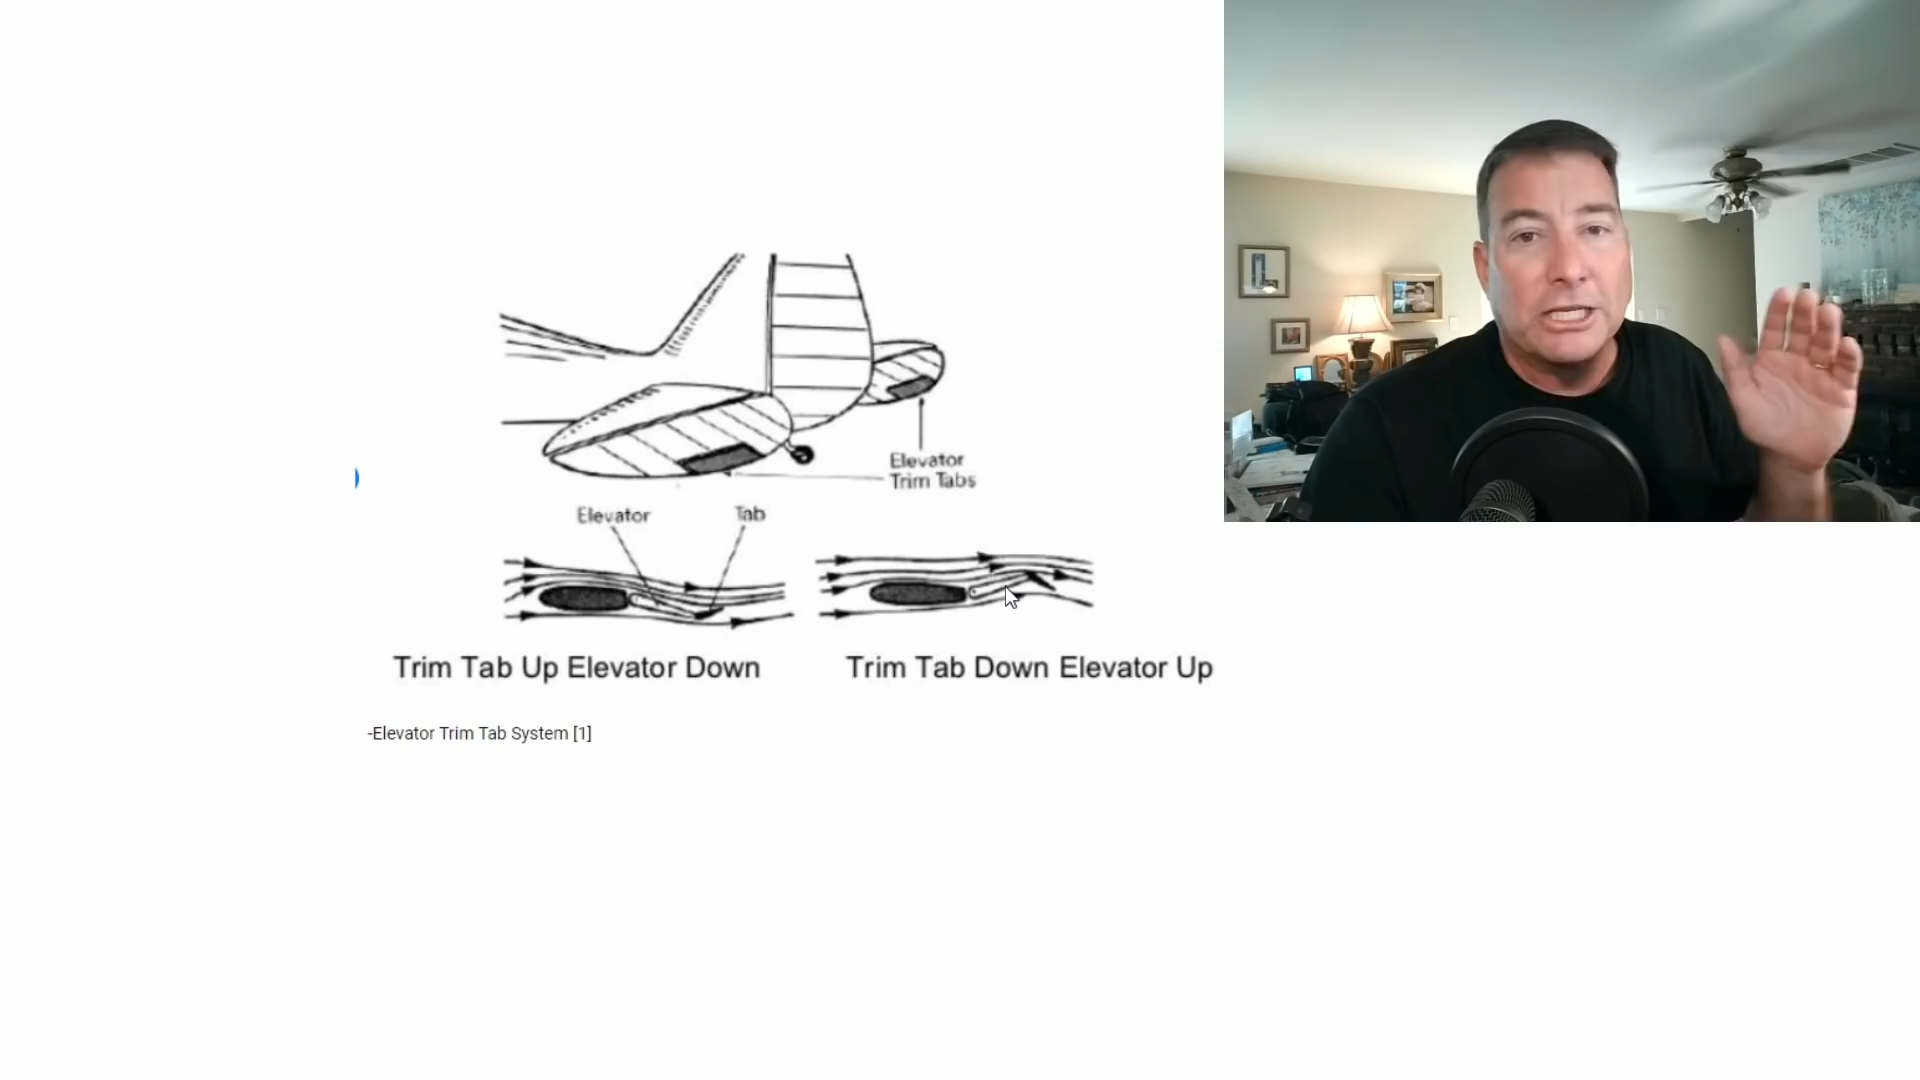 Elevator
Trim Tabs
Elevator
Tab
Trim Tab Up Elevator Down
Trim Tab Down Elevator Up
-Elevator Trim Tab System [1]